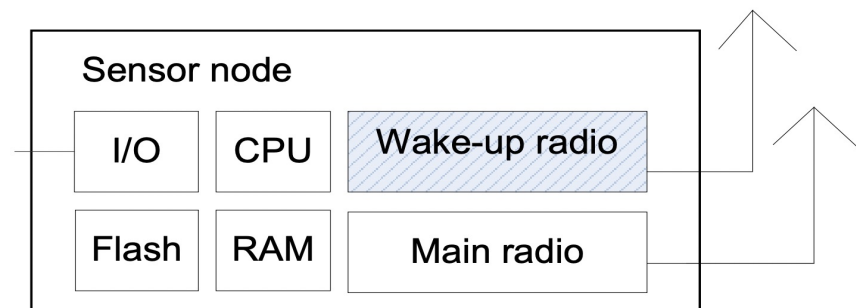 Sensor node
I/O CPU Wake-up radio
Flash RAM Main radio